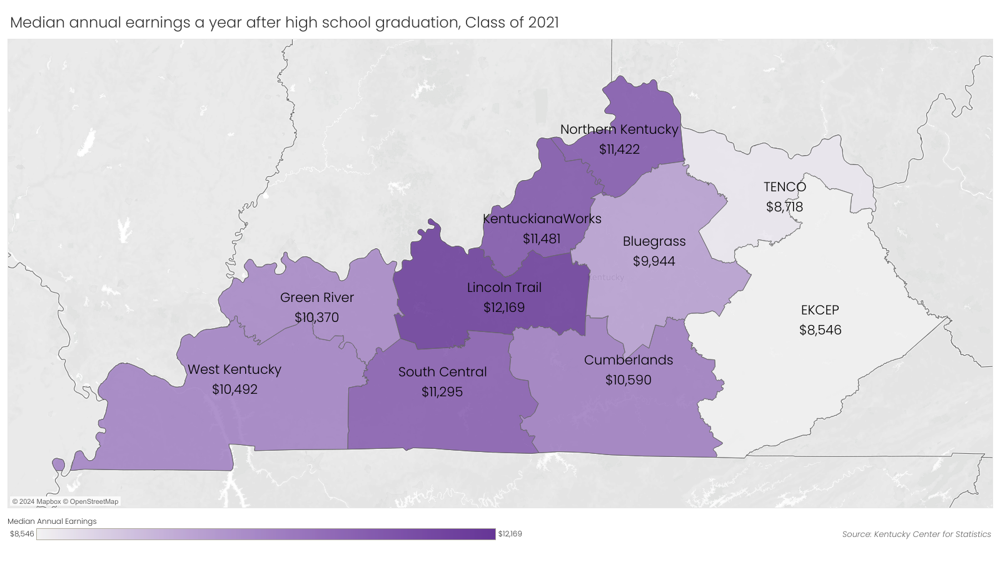 Median annual earnings a year after high school graduation, Class of 2021
Northern Kentucky
$11,422
TENCO
$8,718
KentuckianaWorks
$11,481
Bluegrass
$9,944
Kentucky
Lincoln Trail
$12,169
Green River
$10,370
EKCEP
$8,546
Cumberlands
$10,590
West Kentucky
$10,492
South Central
$11,295
© 2024 Mapbox © OpenStreetMap
Median Annual Earnings
$8,546
$12,169
Source: Kentucky Center for Statistics